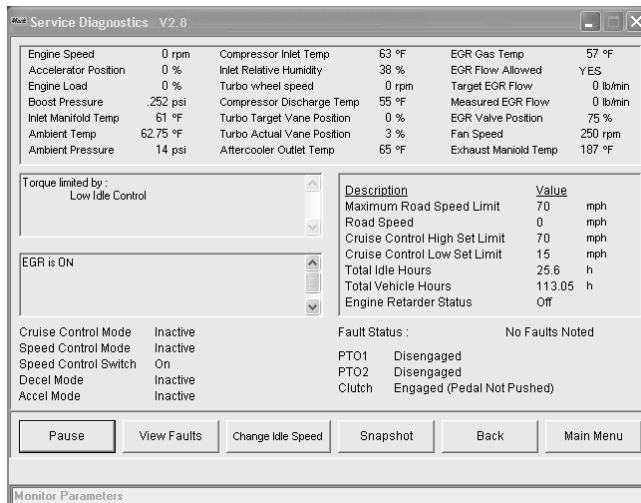 Mack Service Diagnostics V2.8
Engine Speed 0 rpm Compressor Inlet Temp 63 °F EGR Gas Temp 57 °F
Accelerator Position 0 % Inlet Relative Humidity 38 % EGR Flow Allowed YES
Engine Load 0 % Turbo wheel speed 0 rpm Target EGR Flow 0 lb/min
Boost Pressure .252 psi Compressor Discharge Temp 55 °F Measured EGR Flow 0 lb/min
Inlet Manifold Temp 61 °F Turbo Target Vane Position 0 % EGR Valve Position 75 %
Ambient Temp 62.75 °F Turbo Actual Vane Position 3 % Fan Speed 250 rpm
Ambient Pressure 14 psi Aftercooler Outlet Temp 65 °F Exhaust Maniold Temp 187 °F
Torque limited by :
Low Idle Control
EGR is ON
Description Value
Maximum Road Speed Limit 70 mph
Road Speed 0 mph
Cruise Control High Set Limit 70 mph
Cruise Control Low Set Limit 15 mph
Total Idle Hours 25.6 h
Total Vehicle Hours 113.05 h
Engine Retarder Status Off
Cruise Control Mode Inactive
Speed Control Mode Inactive
Speed Control Switch On
Decel Mode Inactive
Accel Mode Inactive
Fault Status : No Faults Noted
PTO1 Disengaged
PTO2 Disengaged
Clutch Engaged (Pedal Not Pushed)
Pause View Faults Change Idle Speed Snapshot Back Main Menu
Monitor Parameters